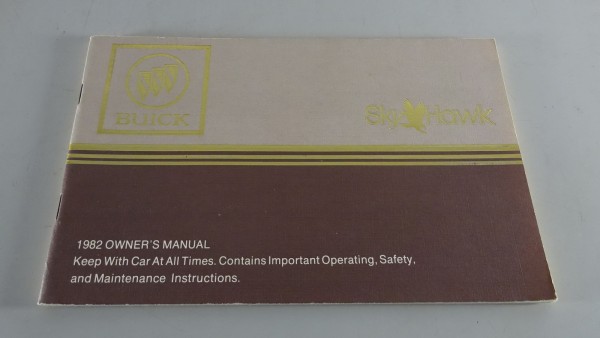 BUICK
SkyHawk
1982 OWNER'S MANUAL
Keep With Car At All Times. Contains Important Operating, Safety,
and Maintenance Instructions.